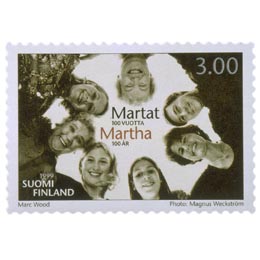 3.00
Martat
100 VUOTTA
Martha
100 ÅR
1999
SUOMI
FINLAND
Marc Wood
Photo: Magnus Weckström